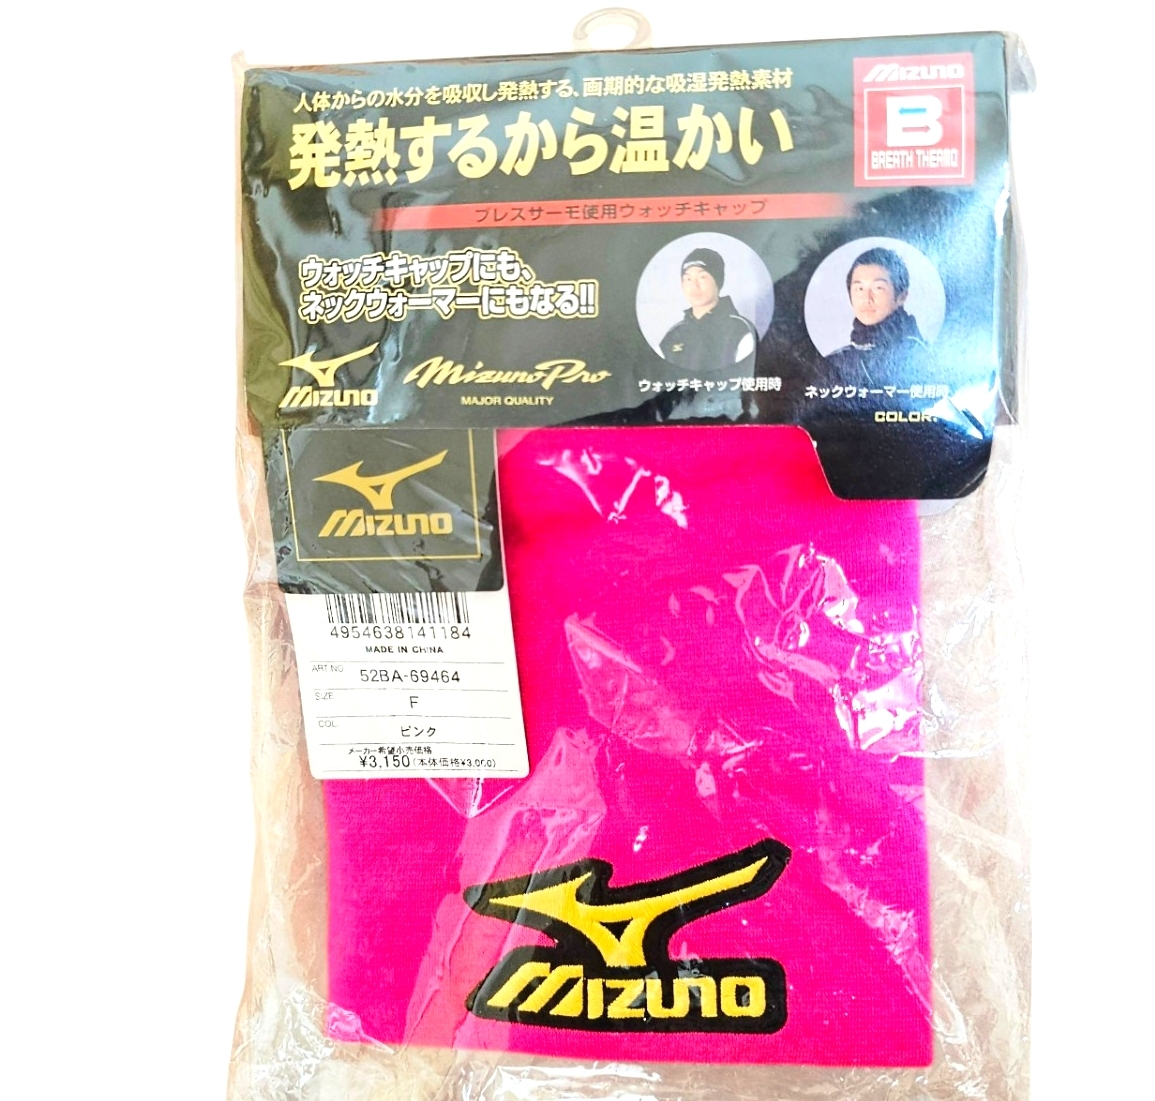 人体からの水分を吸収し発熱する、画期的な吸湿発熱素材
発熱するから温かい
MIZUNO
B
BREATH THERMO
ブレスサーモ使用ウォッチキャップ
ウォッチキャップにも、
ネックウォーマーにもなる!!
MIZUNO
Mizuno Pro
MAJOR QUALITY
ウォッチキャップ使用時
ネックウォーマー使用時
COLOR:
MIZUNO
4954638141184
MADE IN CHINA
ART.NO.
52BA-69464
SIZE
F
COL.
ピンク
メーカー希望小売価格
¥3,150(本体価格¥3,000)
MIZUNO